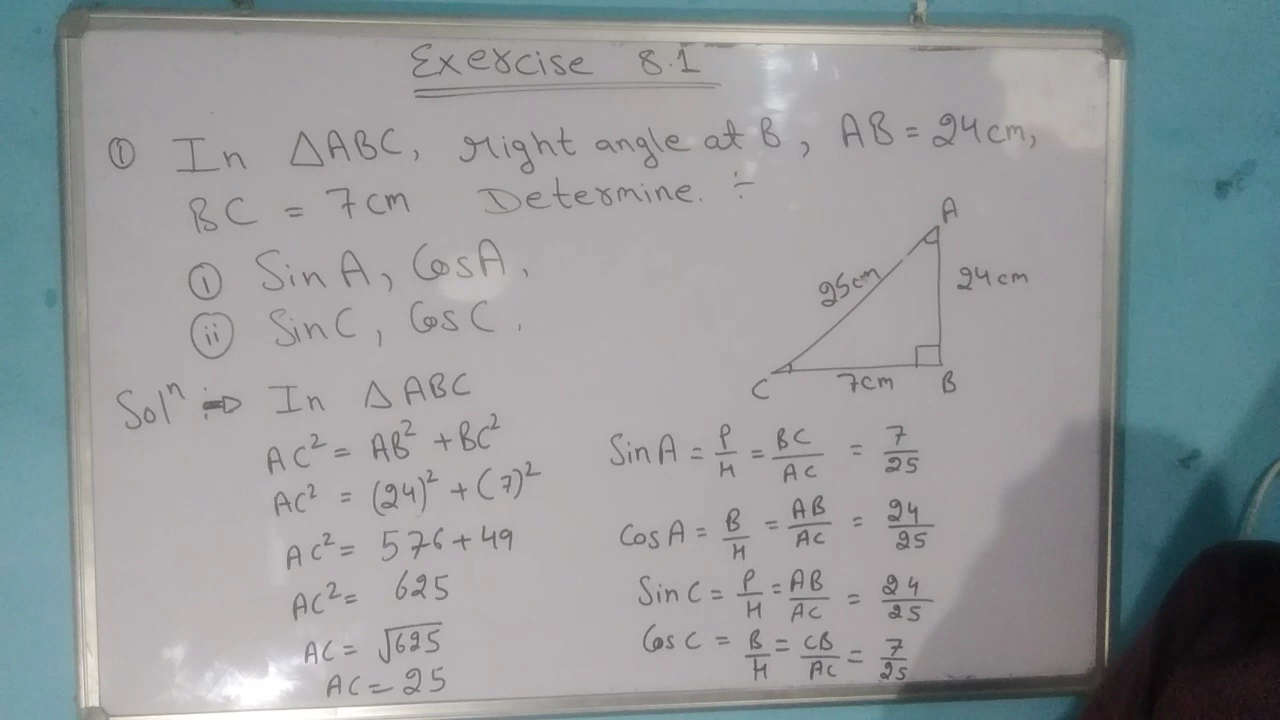 Exercise 8.1
① In △ABC, right angle at B, AB = 24cm,
BC = 7cm Determine. ÷
ⓘ Sin A, Cos A,
ⓘⓘ Sin C, Cos C.
A
25cm
24cm
C
7cm
B
Solⁿ :⇒ In △ABC
AC² = AB² + BC²
AC² = (24)² + (7)²
AC² = 576 + 49
AC² = 625
AC = √625
AC = 25
Sin A = P/H = BC/AC = 7/25
Cos A = B/H = AB/AC = 24/25
Sin C = P/H = AB/AC = 24/25
Cos C = B/H = CB/AC = 7/25